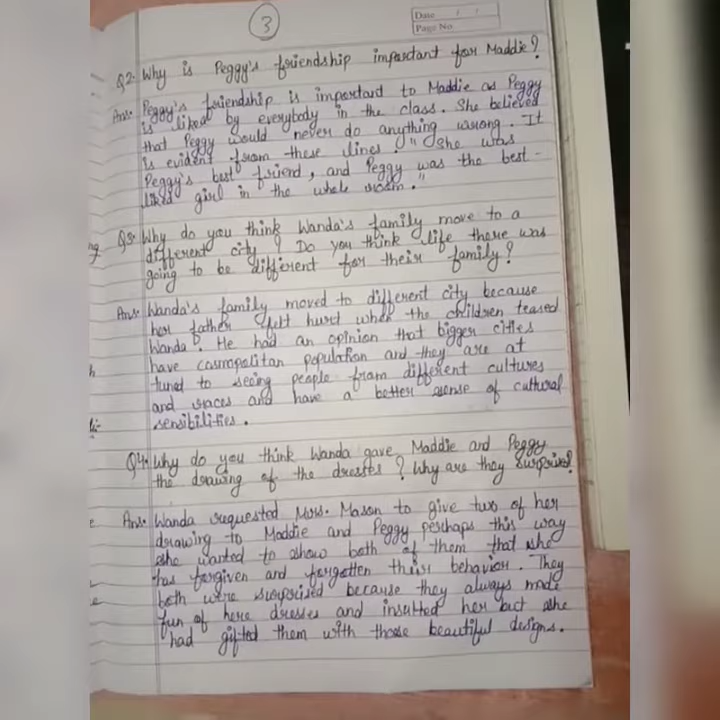 3
Date / /
Page No
Q2. Why is Peggy's friendship important for Maddie?
Ans. Peggy's friendship is important to Maddie as Peggy
is liked by everybody in the class. She believed
that Peggy would never do anything wrong. It
is evident from these lines. "She was
Peggy's best friend, and Peggy was the best-
liked girl in the whole room."
Q3. Why do you think Wanda's family move to a
different city? Do you think life there was
going to be different for their family?
Ans. Wanda's family moved to different city because
her father felt hurt when the children teased
Wanda. He had an opinion that bigger cities
have cosmopolitan population and they are at
tuned to seeing people from different cultures
and races and have a better sense of cultural
sensibilities.
Q4. Why do you think Wanda gave Maddie and Peggy
the drawing of the dresses? Why are they surprised?
Ans. Wanda requested Mrs. Mason to give two of her
drawing to Maddie and Peggy perhaps this way
she wanted to show both of them that she
has forgiven and forgotten their behavior. They
both were surprised because they always made
fun of here dresses and insulted her but she
had gifted them with those beautiful designs.